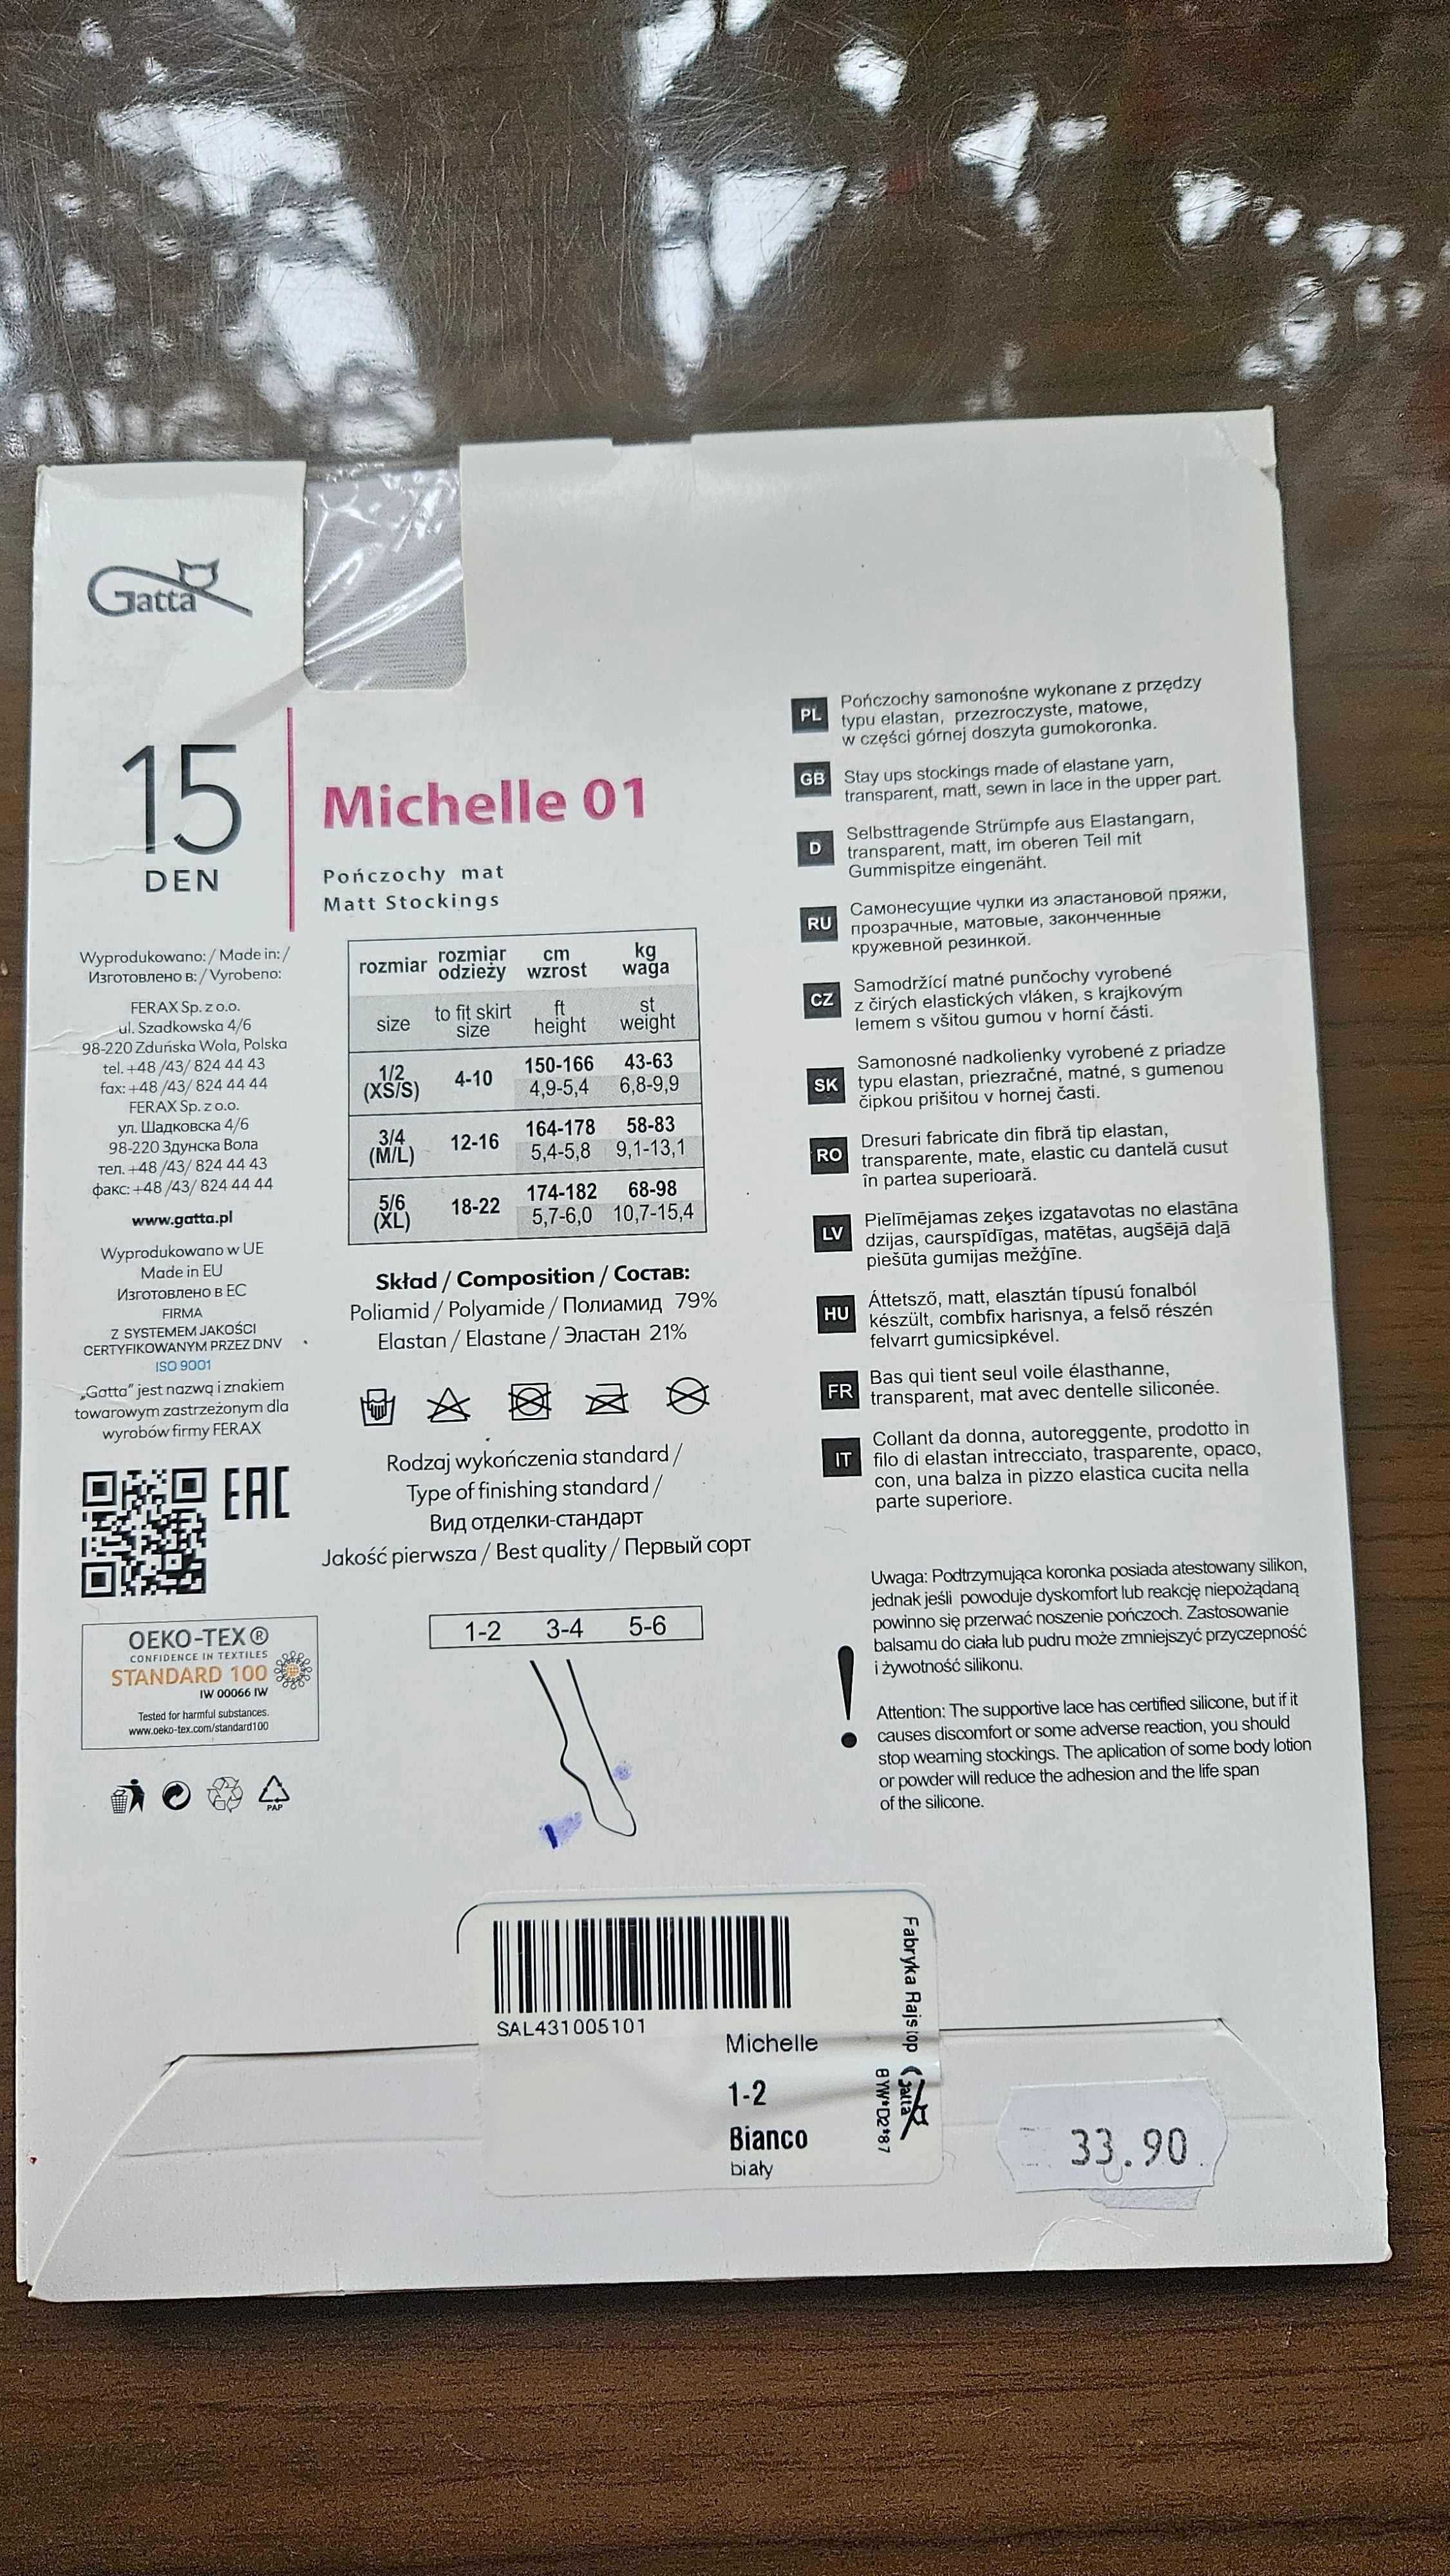 Gatta
15
DEN
Michelle 01
Pończochy mat
Matt Stockings
Wyprodukowano: / Made in: /
Изготовлено в: / Vyrobeno:
FERAX Sp. z o.o.
ul. Szadkowska 4/6
98-220 Zduńska Wola, Polska
tel. +48 /43/ 824 44 43
fax: +48 /43/ 824 44 44
FERAX Sp. z o.o.
ул. Шадковска 4/6
98-220 Здунска Вола
тел. +48 /43/ 824 44 43
факс: +48 /43/ 824 44 44
www.gatta.pl
Wyprodukowano w UE
Made in EU
Изготовлено в ЕС
FIRMA
Z SYSTEMEM JAKOŚCI
CERTYFIKOWANYM PRZEZ DNV
ISO 9001
„Gatta" jest nazwą i znakiem
towarowym zastrzeżonym dla
wyrobów firmy FERAX
EAC
OEKO-TEX®
CONFIDENCE IN TEXTILES
STANDARD 100
IW 00066 IW
Tested for harmful substances.
www.oeko-tex.com/standard100
PAP
rozmiar rozmiar odzieży cm wzrost kg waga
size to fit skirt size ft height st weight
1/2 (XS/S) 4-10 150-166 43-63
4,9-5,4 6,8-9,9
3/4 (M/L) 12-16 164-178 58-83
5,4-5,8 9,1-13,1
5/6 (XL) 18-22 174-182 68-98
5,7-6,0 10,7-15,4
Skład / Composition / Состав:
Poliamid / Polyamide / Полиамид 79%
Elastan / Elastane / Эластан 21%
Rodzaj wykończenia standard /
Type of finishing standard /
Вид отделки-стандарт
Jakość pierwsza / Best quality / Первый сорт
1-2 3-4 5-6
PL Pończochy samonośne wykonane z przędzy
typu elastan, przezroczyste, matowe,
w części górnej doszyta gumokoronka.
GB Stay ups stockings made of elastane yarn,
transparent, matt, sewn in lace in the upper part.
D Selbsttragende Strümpfe aus Elastangarn,
transparent, matt, im oberen Teil mit
Gummispitze eingenäht.
RU Самонесущие чулки из эластановой пряжи,
прозрачные, матовые, законченные
кружевной резинкой.
CZ Samodržící matné punčochy vyrobené
z čirých elastických vláken, s krajkovým
lemem s všitou gumou v horní části.
SK Samonosné nadkolienky vyrobené z priadze
typu elastan, priezračné, matné, s gumenou
čipkou prišitou v hornej časti.
RO Dresuri fabricate din fibră tip elastan,
transparente, mate, elastic cu dantelă cusut
în partea superioară.
LV Pielīmējamas zeķes izgatavotas no elastāna
dzijas, caurspīdīgas, matētas, augšējā daļā
piešūta gumijas mežģīne.
HU Áttetsző, matt, elasztán típusú fonalból
készült, combfix harisnya, a felső részén
felvarrt gumicsipkével.
FR Bas qui tient seul voile élasthanne,
transparent, mat avec dentelle siliconée.
IT Collant da donna, autoreggente, prodotto in
filo di elastan intrecciato, trasparente, opaco,
con, una balza in pizzo elastica cucita nella
parte superiore.
Uwaga: Podtrzymująca koronka posiada atestowany silikon,
jednak jeśli powoduje dyskomfort lub reakcję niepożądaną
powinno się przerwać noszenie pończoch. Zastosowanie
balsamu do ciała lub pudru może zmniejszyć przyczepność
i żywotność silikonu.
Attention: The supportive lace has certified silicone, but if it
causes discomfort or some adverse reaction, you should
stop wearning stockings. The aplication of some body lotion
or powder will reduce the adhesion and the life span
of the silicone.
SAL431005101
Michelle
1-2
Bianco
biały
Fabryka Rajstop Gatta
BYW*D2*87
33.90